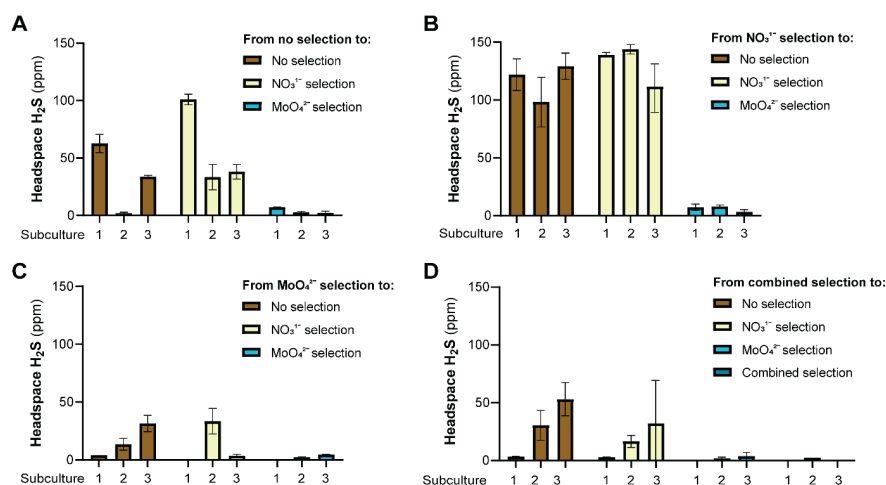 A
From no selection to:
No selection
NO₃¹⁻ selection
MoO₄²⁻ selection
Headspace H₂S (ppm)
150
100
50
0
Subculture 1 2 3 1 2 3 1 2 3
B
From NO₃¹⁻ selection to:
No selection
NO₃¹⁻ selection
MoO₄²⁻ selection
Headspace H₂S (ppm)
150
100
50
0
Subculture 1 2 3 1 2 3 1 2 3
C
From MoO₄²⁻ selection to:
No selection
NO₃¹⁻ selection
MoO₄²⁻ selection
Headspace H₂S (ppm)
150
100
50
0
Subculture 1 2 3 1 2 3 1 2 3
D
From combined selection to:
No selection
NO₃¹⁻ selection
MoO₄²⁻ selection
Combined selection
Headspace H₂S (ppm)
150
100
50
0
Subculture 1 2 3 1 2 3 1 2 3 1 2 3